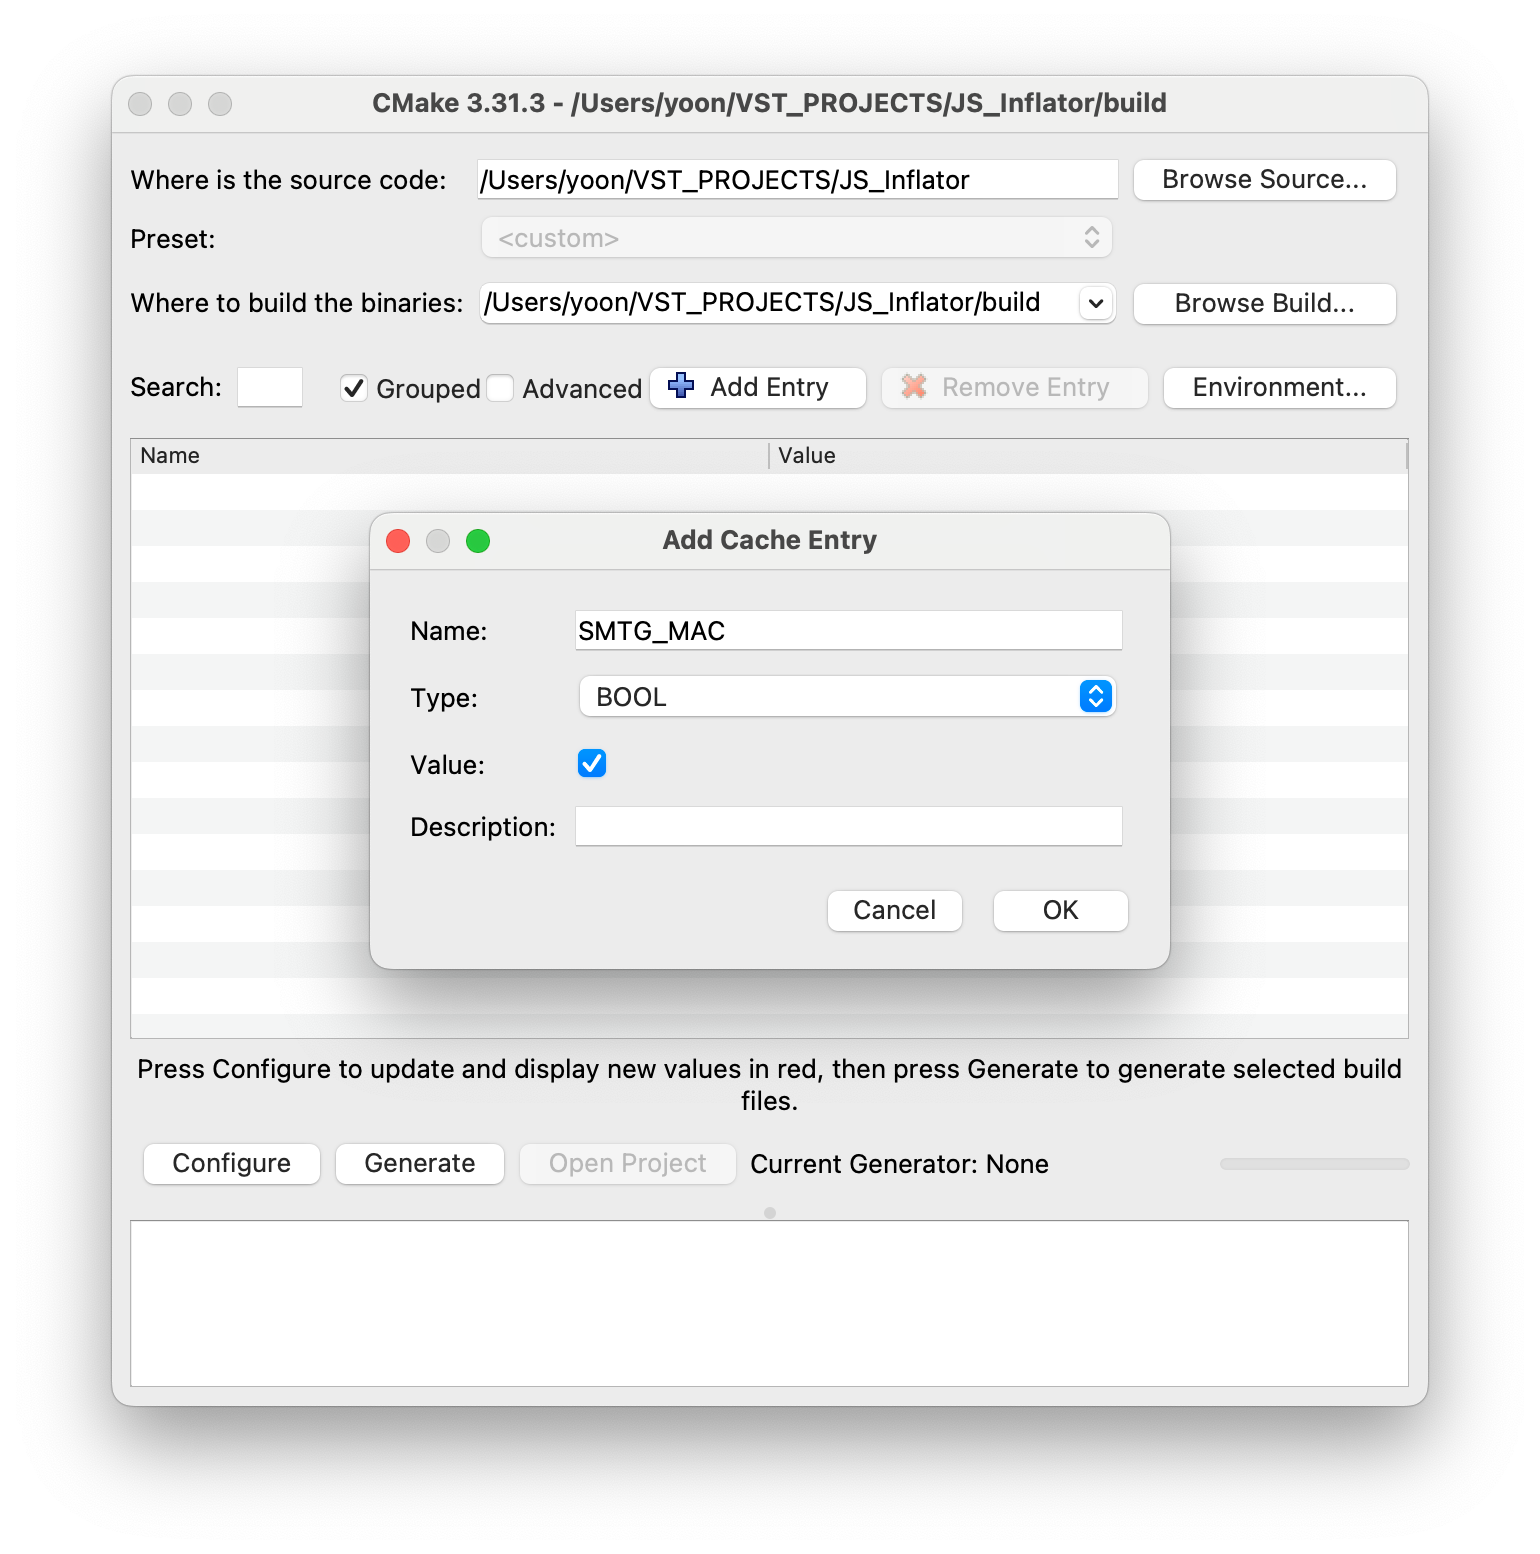 CMake 3.31.3 - /Users/yoon/VST_PROJECTS/JS_Inflator/build
Where is the source code: /Users/yoon/VST_PROJECTS/JS_Inflator Browse Source...
Preset: <custom>
Where to build the binaries: /Users/yoon/VST_PROJECTS/JS_Inflator/build Browse Build...
Search: Grouped Advanced Add Entry Remove Entry Environment...
Name Value
Add Cache Entry
Name: SMTG_MAC
Type: BOOL
Value:
Description:
Cancel OK
Press Configure to update and display new values in red, then press Generate to generate selected build
files.
Configure Generate Open Project Current Generator: None